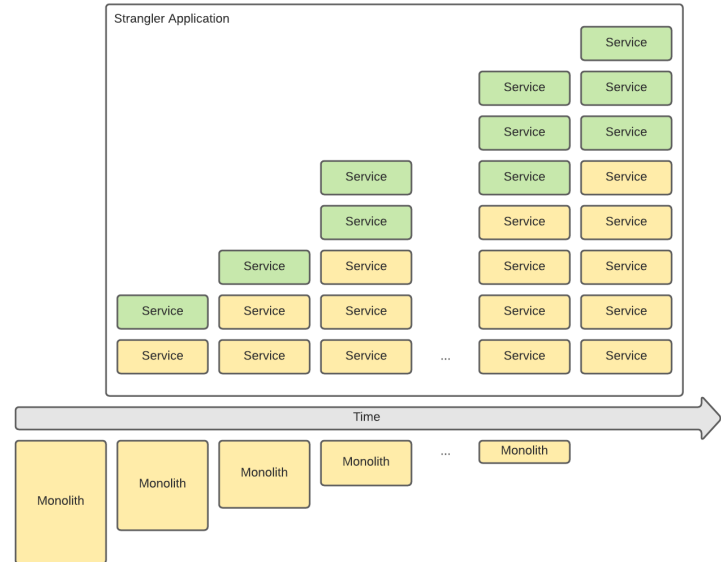 Strangler Application
Service
Service Service
Service Service
Service Service Service
Service Service Service
Service Service Service Service
Service Service Service Service Service
Service Service Service ... Service Service
Time
Monolith Monolith Monolith Monolith ... Monolith